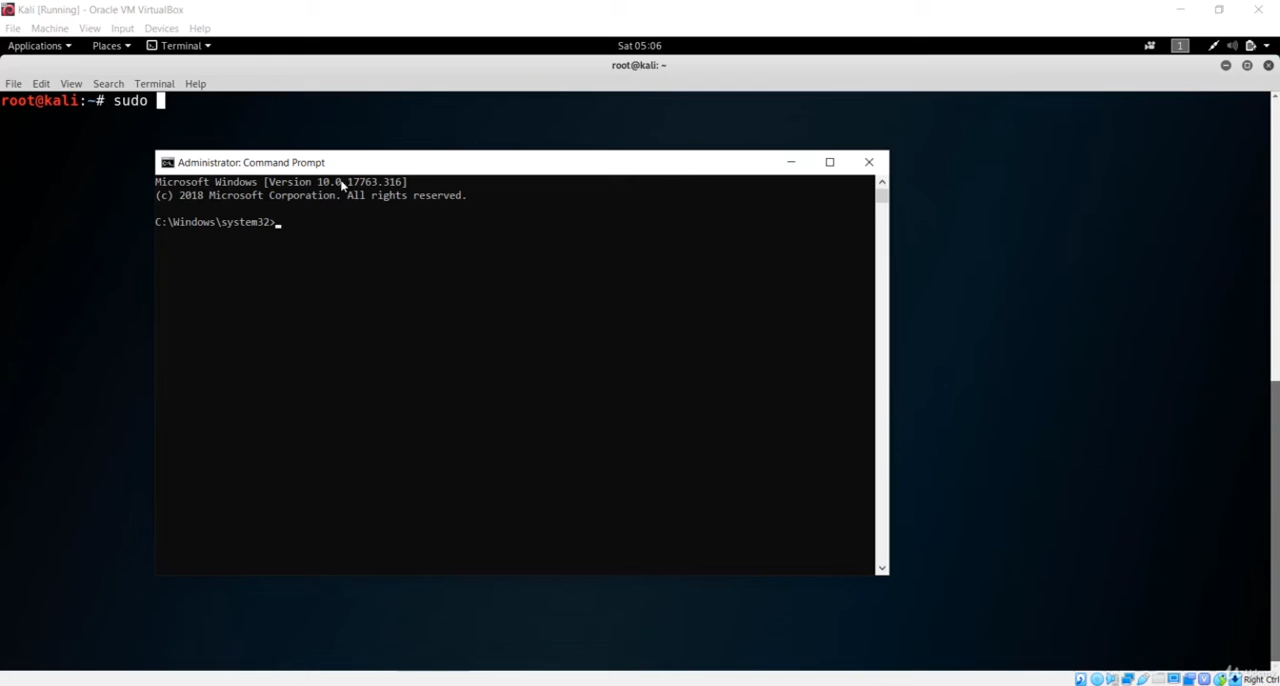 Kali [Running] - Oracle VM VirtualBox
File Machine View Input Devices Help
Applications Places Terminal Sat 05:06 1
root@kali: ~
File Edit View Search Terminal Help
root@kali:~# sudo
Administrator: Command Prompt
Microsoft Windows [Version 10.0.17763.316]
(c) 2018 Microsoft Corporation. All rights reserved.
C:\Windows\system32>
Right Ctrl